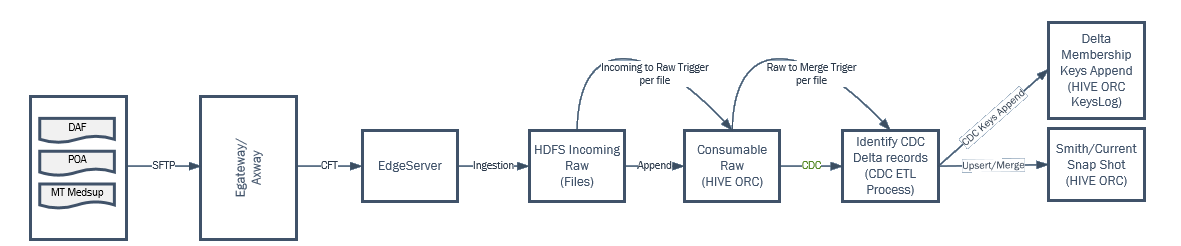 DAF
POA
MT Medsup
SFTP
Egateway/
Axway
CFT
EdgeServer
Ingestion
HDFS Incoming
Raw
(Files)
Incoming to Raw Trigger
per file
Append
Consumable
Raw
(HIVE ORC)
Raw to Merge Triger
per file
CDC
Identify CDC
Delta records
(CDC ETL
Process)
CDC Keys Append
Upsert/Merge
Delta
Membership
Keys Append
(HIVE ORC
KeysLog)
Smith/Current
Snap Shot
(HIVE ORC)